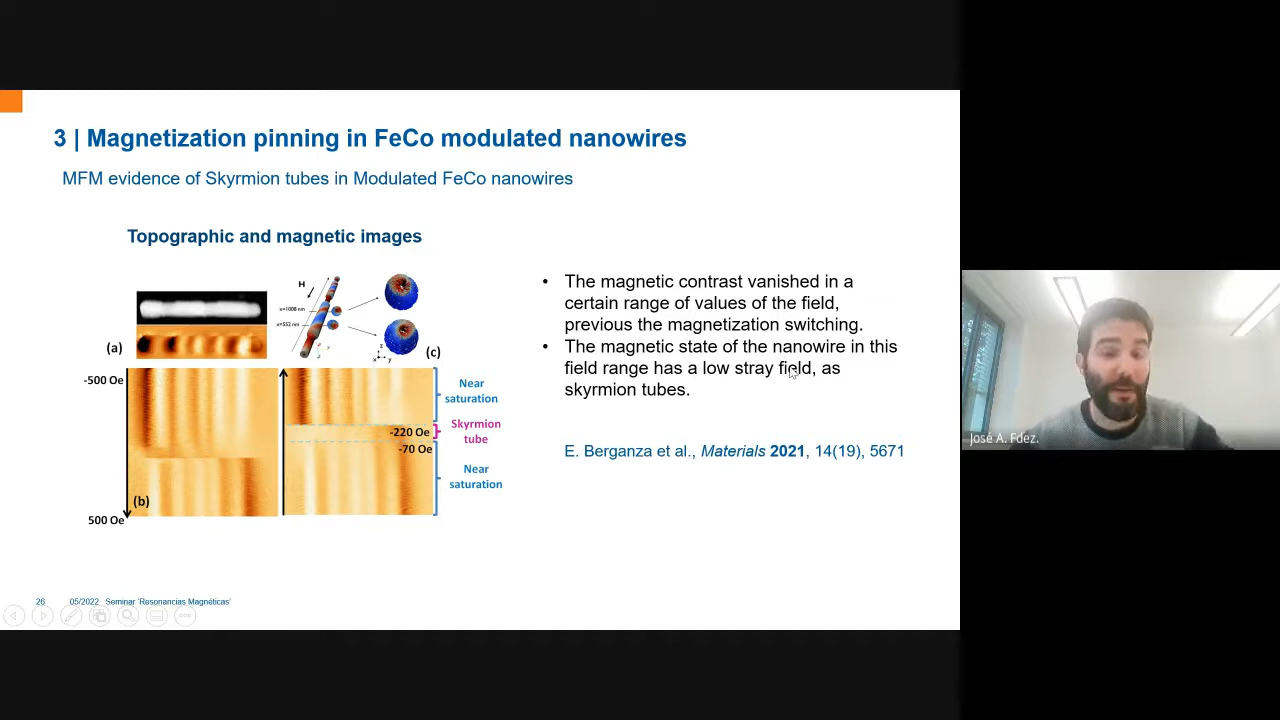 3 | Magnetization pinning in FeCo modulated nanowires
MFM evidence of Skyrmion tubes in Modulated FeCo nanowires
Topographic and magnetic images
(a)
H
x=1008 nm
x=552 nm
z
x
y
(c)
-500 Oe
500 Oe
(b)
-220 Oe
-70 Oe
Near
saturation
Skyrmion
tube
Near
saturation
• The magnetic contrast vanished in a
certain range of values of the field,
previous the magnetization switching.
• The magnetic state of the nanowire in this
field range has a low stray field, as
skyrmion tubes.
E. Berganza et al., Materials 2021, 14(19), 5671
José A. Fdez.
26 05/2022 Seminar 'Resonancias Magnéticas'